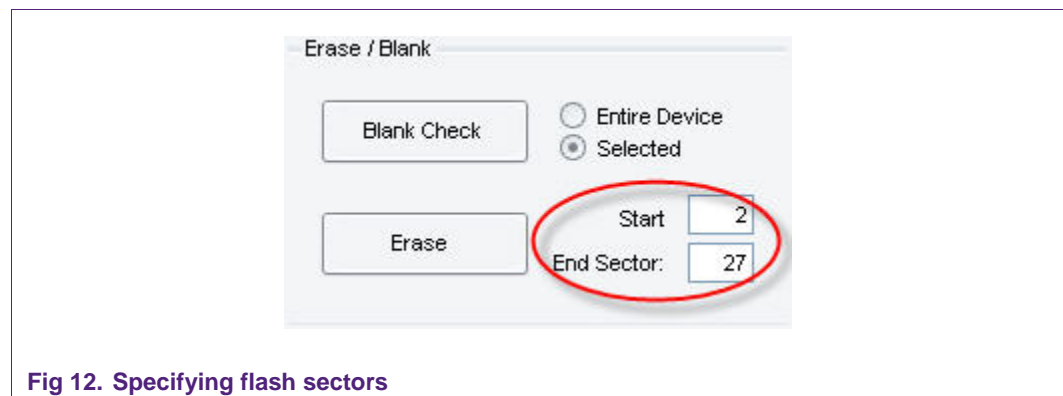 Erase / Blank
Blank Check
Entire Device
Selected
Erase
Start 2
End Sector: 27
Fig 12. Specifying flash sectors